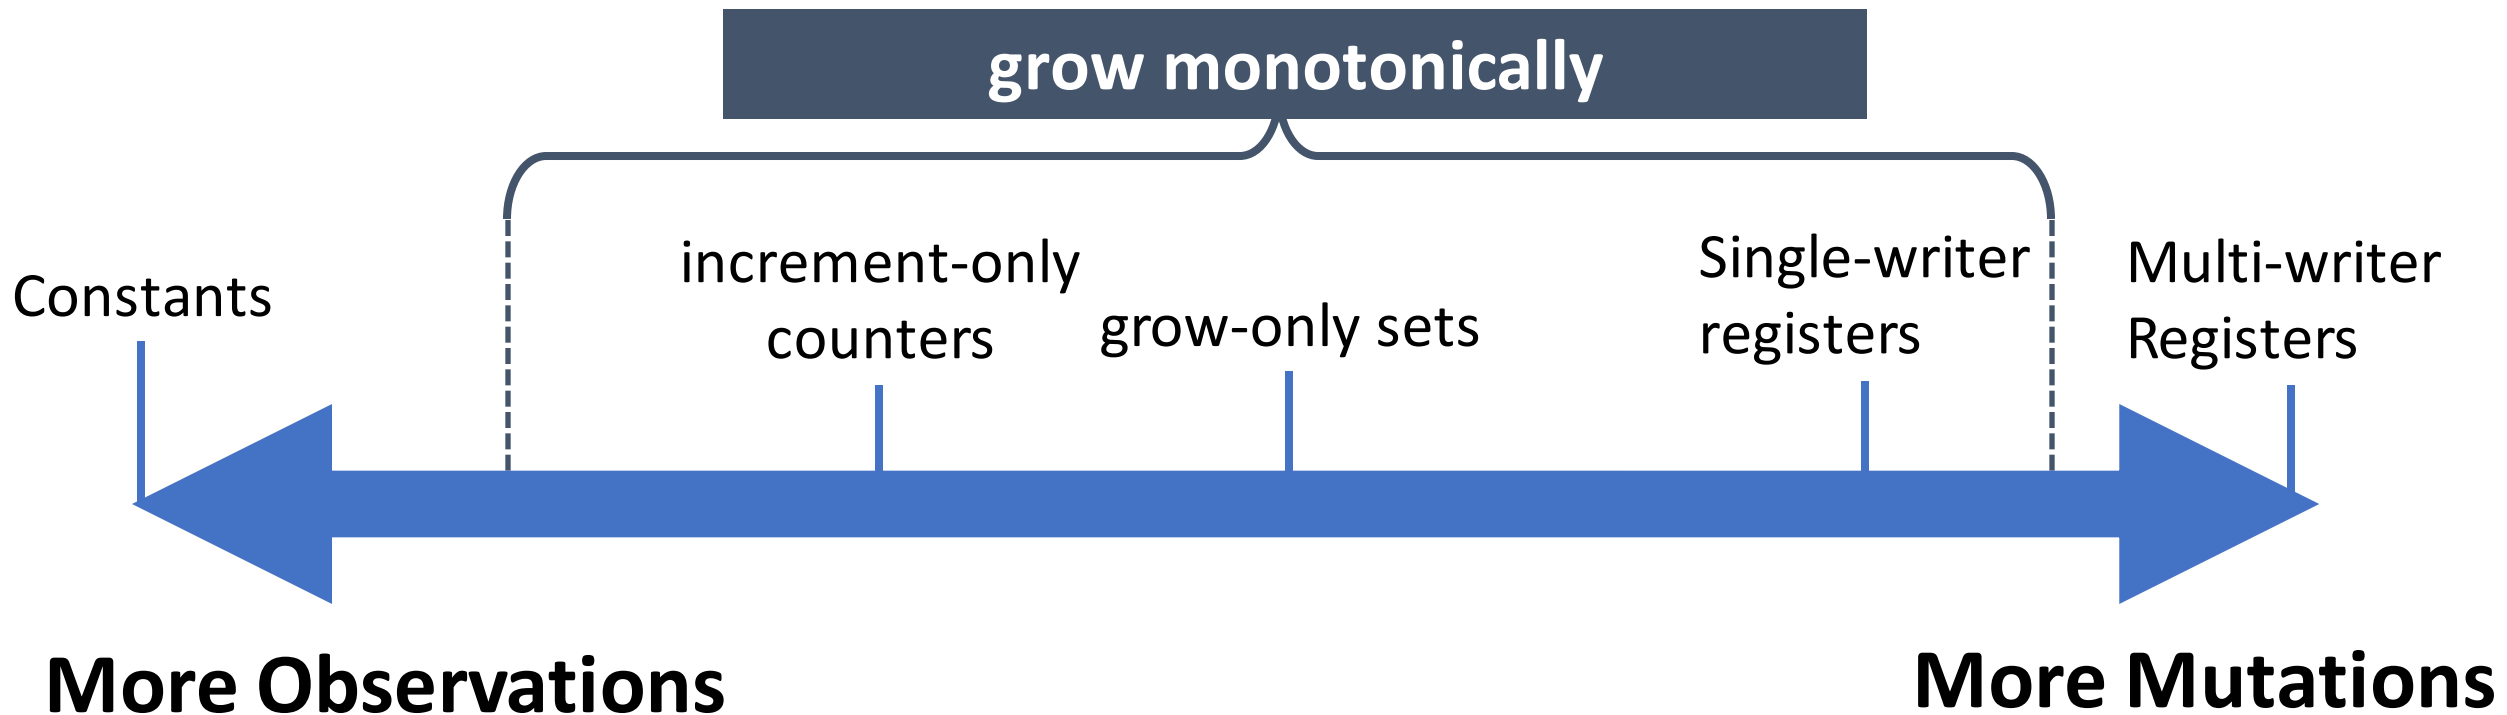 grow monotonically
Constants
increment-only
counters
grow-only sets
Single-writer
registers
Multi-writer
Registers
More Observations
More Mutations